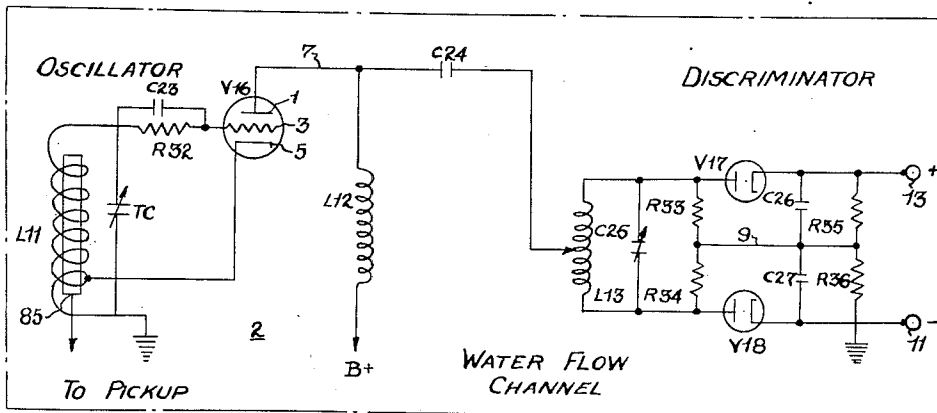 OSCILLATOR
C23
V16
1
3
5
R32
TC
L11
85
TO PICKUP
2
7
L12
B+
C24
DISCRIMINATOR
V17
C26
R33
C25
9
R35
13
+
L13
R34
C27
R36
V18
11
-
WATER FLOW
CHANNEL